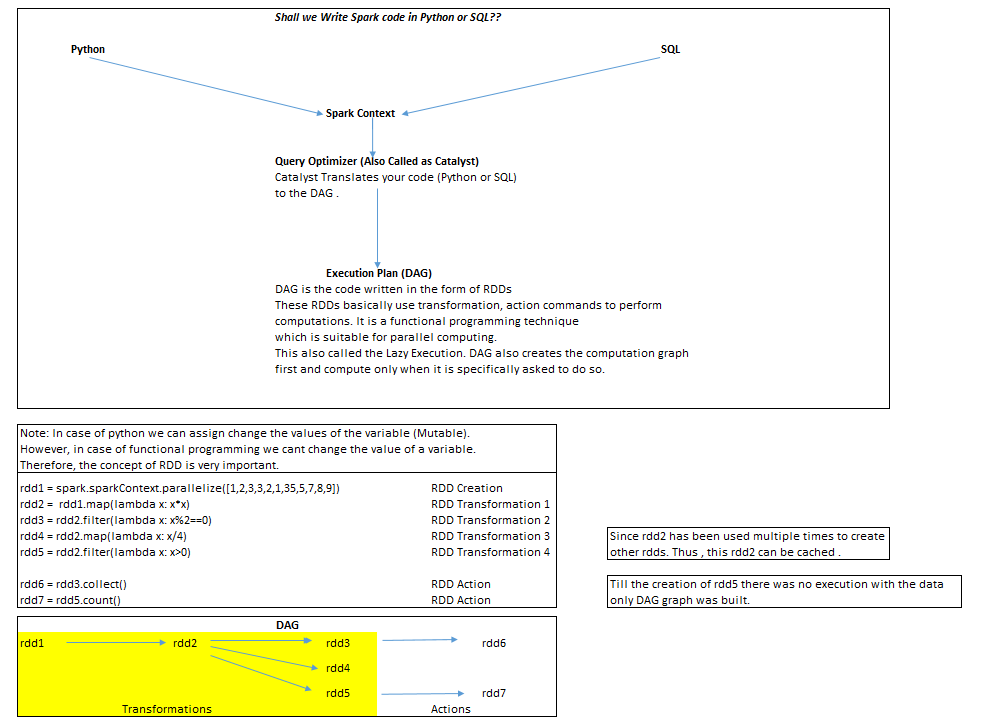 Shall we Write Spark code in Python or SQL??
Python SQL
Spark Context
Query Optimizer (Also Called as Catalyst)
Catalyst Translates your code (Python or SQL)
to the DAG .
Execution Plan (DAG)
DAG is the code written in the form of RDDs
These RDDs basically use transformation, action commands to perform
computations. It is a functional programming technique
which is suitable for parallel computing.
This also called the Lazy Execution. DAG also creates the computation graph
first and compute only when it is specifically asked to do so.
Note: In case of python we can assign change the values of the variable (Mutable).
However, in case of functional programming we cant change the value of a variable.
Therefore, the concept of RDD is very important.
rdd1 = spark.sparkContext.parallelize([1,2,3,3,2,1,35,5,7,8,9]) RDD Creation
rdd2 = rdd1.map(lambda x: x*x) RDD Transformation 1
rdd3 = rdd2.filter(lambda x: x%2==0) RDD Transformation 2
rdd4 = rdd2.map(lambda x: x/4) RDD Transformation 3
rdd5 = rdd2.filter(lambda x: x>0) RDD Transformation 4
rdd6 = rdd3.collect() RDD Action
rdd7 = rdd5.count() RDD Action
Since rdd2 has been used multiple times to create
other rdds. Thus , this rdd2 can be cached .
Till the creation of rdd5 there was no execution with the data
only DAG graph was built.
DAG
rdd1 rdd2 rdd3 rdd6
rdd4
rdd5 rdd7
Transformations Actions